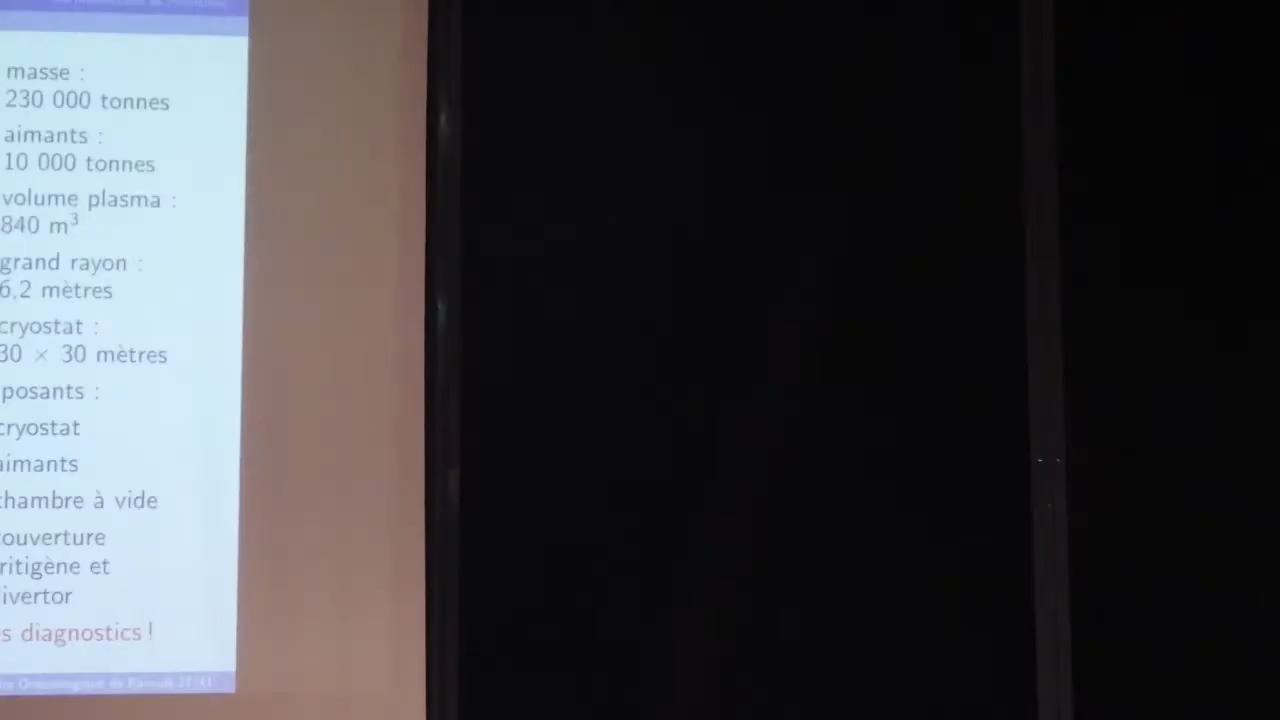 masse :
230 000 tonnes
aimants :
10 000 tonnes
volume plasma :
840 m³
grand rayon :
6,2 mètres
cryostat :
30 × 30 mètres
posants :
cryostat
aimants
chambre à vide
ouverture
ritigène et
ivertor
s diagnostics !